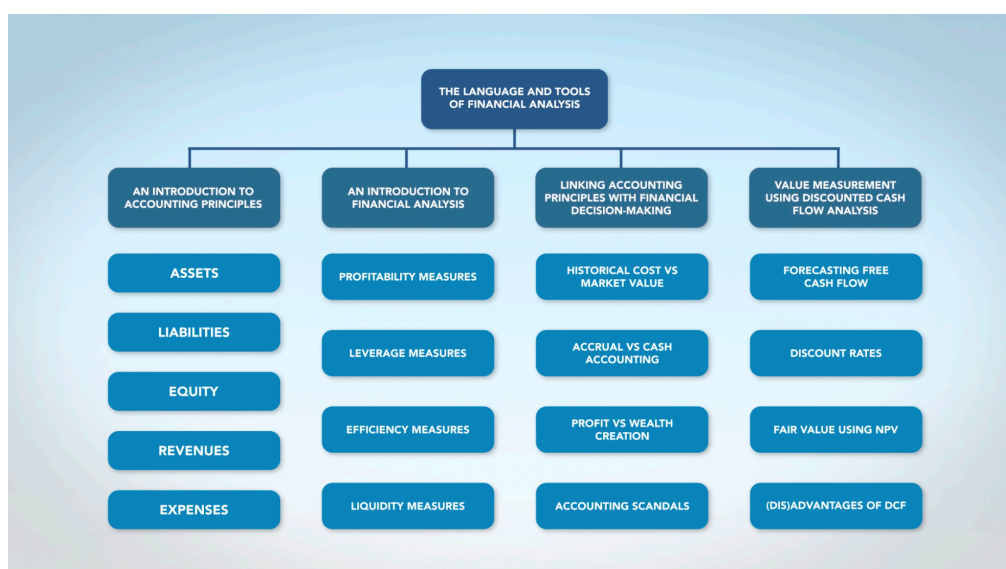 THE LANGUAGE AND TOOLS
OF FINANCIAL ANALYSIS
AN INTRODUCTION TO
ACCOUNTING PRINCIPLES
ASSETS
LIABILITIES
EQUITY
REVENUES
EXPENSES
AN INTRODUCTION TO
FINANCIAL ANALYSIS
PROFITABILITY MEASURES
LEVERAGE MEASURES
EFFICIENCY MEASURES
LIQUIDITY MEASURES
LINKING ACCOUNTING
PRINCIPLES WITH FINANCIAL
DECISION-MAKING
HISTORICAL COST VS
MARKET VALUE
ACCRUAL VS CASH
ACCOUNTING
PROFIT VS WEALTH
CREATION
ACCOUNTING SCANDALS
VALUE MEASUREMENT
USING DISCOUNTED CASH
FLOW ANALYSIS
FORECASTING FREE
CASH FLOW
DISCOUNT RATES
FAIR VALUE USING NPV
(DIS)ADVANTAGES OF DCF